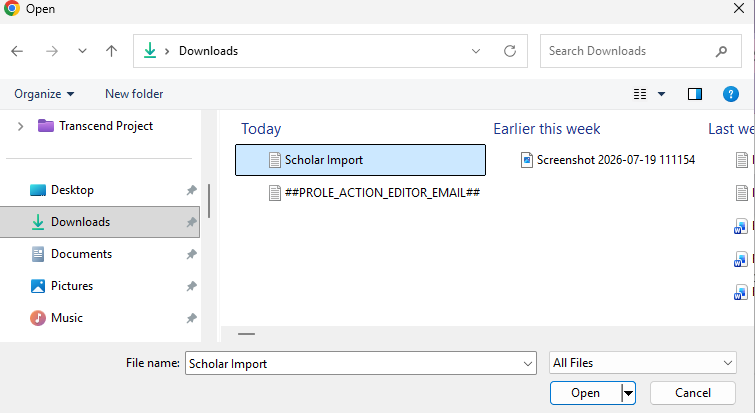 Open
Downloads
Search Downloads
Organize
New folder
Transcend Project
Desktop
Downloads
Documents
Pictures
Music
Today
Scholar Import
##PROLE_ACTION_EDITOR_EMAIL##
Earlier this week
Screenshot 2026-07-19 111154
Last we
File name:
Scholar Import
All Files
Open
Cancel